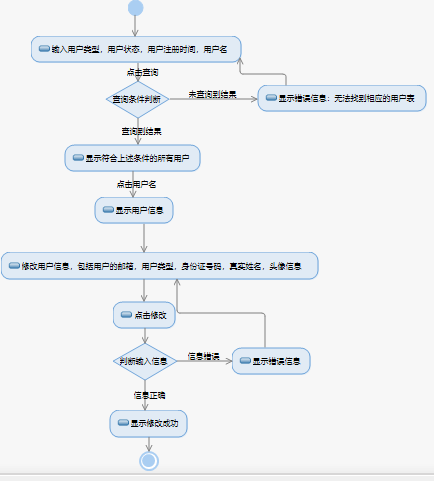 输入用户类型，用户状态，用户注册时间，用户名
点击查询
查询条件判断
未查询到结果
显示错误信息：无法找到相应的用户表
查询到结果
显示符合上述条件的所有用户
点击用户名
显示用户信息
修改用户信息，包括用户的邮箱，用户类型，身份证号码，真实姓名，头像信息
点击修改
判断输入信息
信息错误
显示错误信息
信息正确
显示修改成功